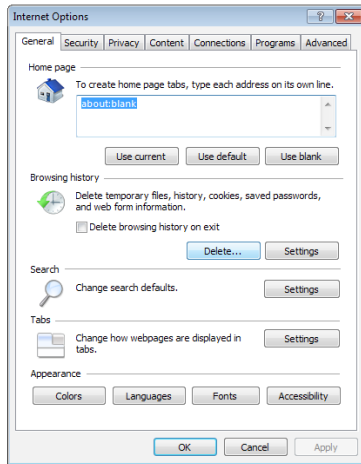 Internet Options
General Security Privacy Content Connections Programs Advanced
Home page
To create home page tabs, type each address on its own line.
about:blank
Use current Use default Use blank
Browsing history
Delete temporary files, history, cookies, saved passwords,
and web form information.
Delete browsing history on exit
Delete... Settings
Search
Change search defaults. Settings
Tabs
Change how webpages are displayed in
tabs.
Settings
Appearance
Colors Languages Fonts Accessibility
OK Cancel Apply